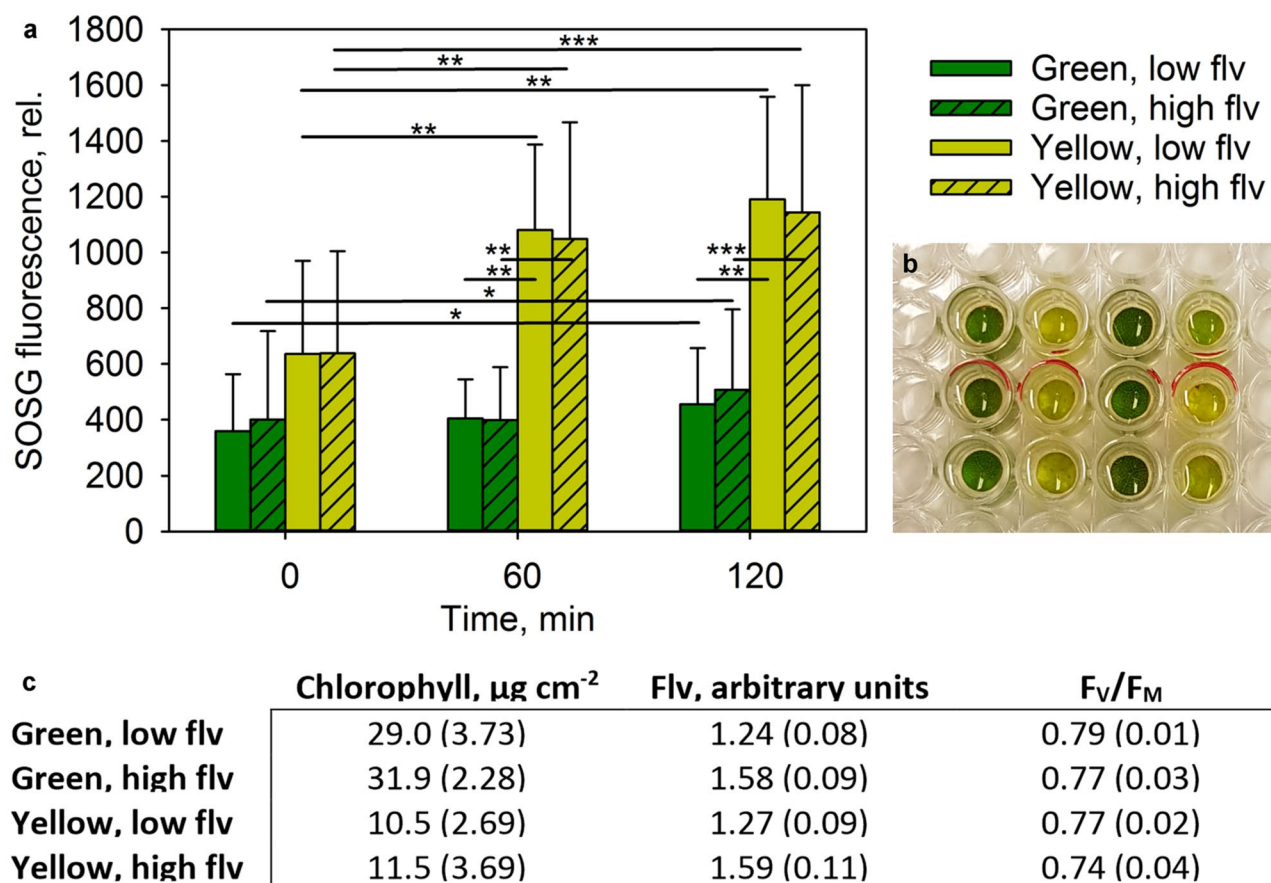 a
1800
1600
1400
1200
1000
800
600
400
200
0
SOSG fluorescence, rel.
***
**
**
**
**
**
***
**
*
*
0 60 120
Time, min
Green, low flv
Green, high flv
Yellow, low flv
Yellow, high flv
b
c Chlorophyll, µg cm⁻² Flv, arbitrary units Fᵥ/Fₘ
Green, low flv 29.0 (3.73) 1.24 (0.08) 0.79 (0.01)
Green, high flv 31.9 (2.28) 1.58 (0.09) 0.77 (0.03)
Yellow, low flv 10.5 (2.69) 1.27 (0.09) 0.77 (0.02)
Yellow, high flv 11.5 (3.69) 1.59 (0.11) 0.74 (0.04)